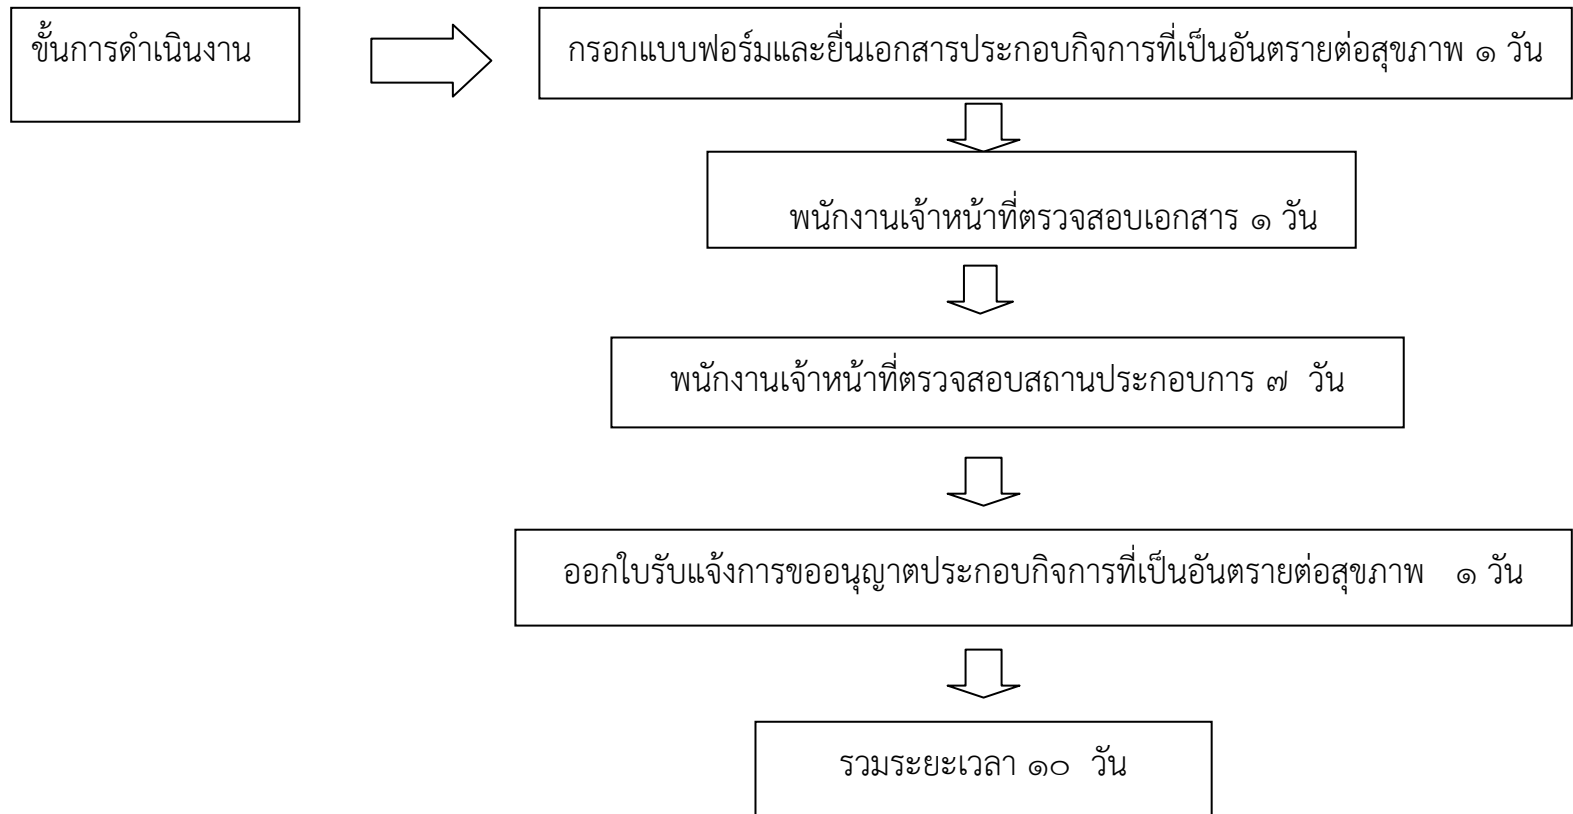 ขั้นการดำเนินงาน
กรอกแบบฟอร์มและยื่นเอกสารประกอบกิจการที่เป็นอันตรายต่อสุขภาพ ๑ วัน
พนักงานเจ้าหน้าที่ตรวจสอบเอกสาร ๑ วัน
พนักงานเจ้าหน้าที่ตรวจสอบสถานประกอบการ ๗ วัน
ออกใบรับแจ้งการขออนุญาตประกอบกิจการที่เป็นอันตรายต่อสุขภาพ ๑ วัน
รวมระยะเวลา ๑๐ วัน